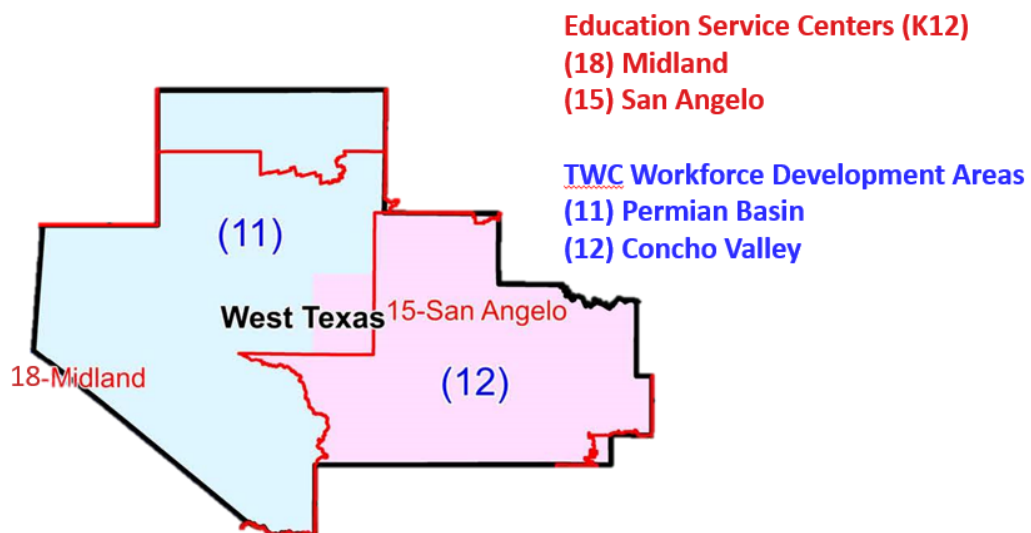 Education Service Centers (K12)
(18) Midland
(15) San Angelo
TWC Workforce Development Areas
(11) Permian Basin
(12) Concho Valley
(11)
West Texas
15-San Angelo
18-Midland
(12)